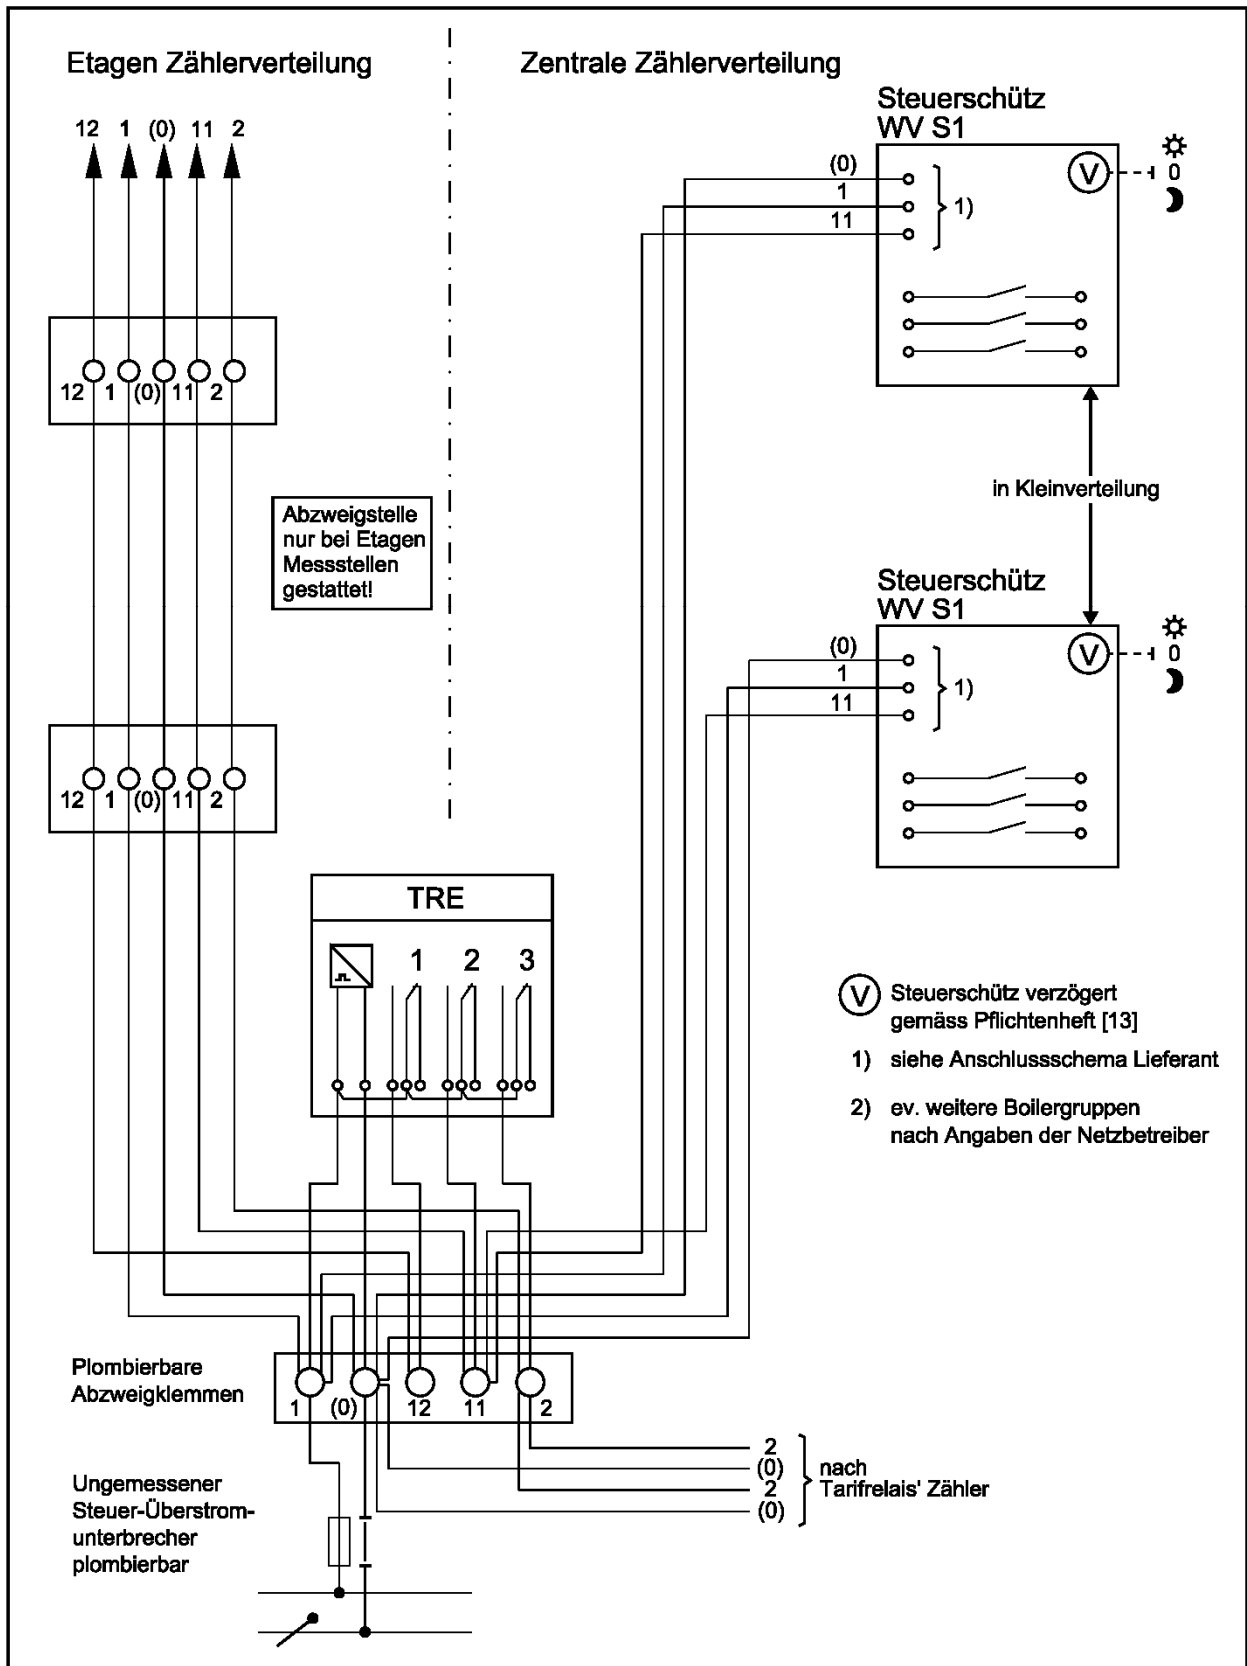 Etagen Zählerverteilung
Zentrale Zählerverteilung
12 1 (0) 11 2
12 1 (0) 11 2
Abzweigstelle
nur bei Etagen
Messstellen
gestattet!
12 1 (0) 11 2
Steuerschütz
WV S1
(0)
1
11
1)
V
0
in Kleinverteilung
Steuerschütz
WV S1
(0)
1
11
1)
V
0
TRE
1 2 3
V Steuerschütz verzögert
gemäss Pflichtenheft [13]
1) siehe Anschlussschema Lieferant
2) ev. weitere Boilergruppen
nach Angaben der Netzbetreiber
Plombierbare
Abzweigklemmen
1 (0) 12 11 2
2
(0)
2
(0)
nach
Tarifrelais' Zähler
Ungemessener
Steuer-Überstrom-
unterbrecher
plombierbar